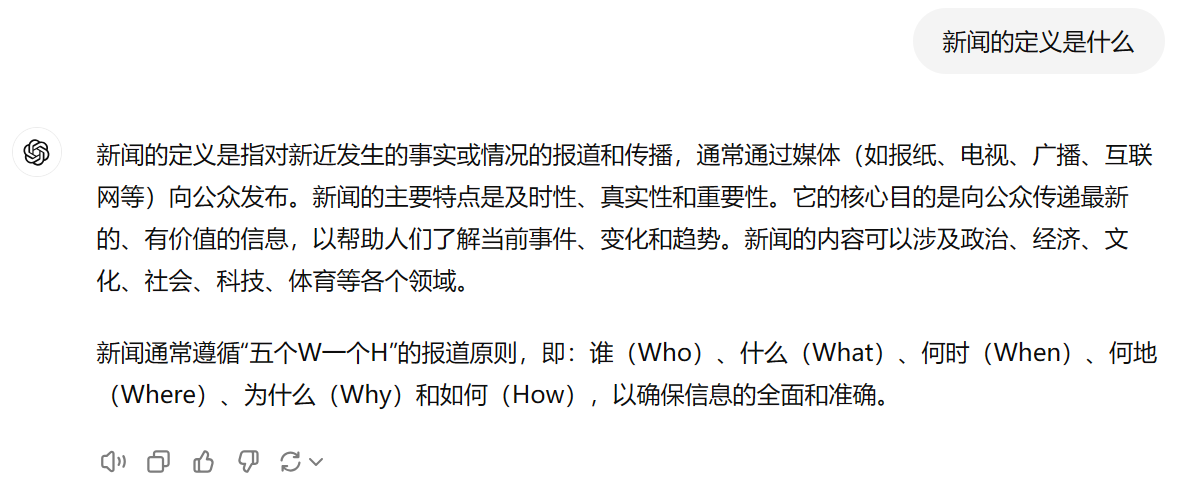 新闻的定义是什么
新闻的定义是指对新近发生的事实或情况的报道和传播，通常通过媒体（如报纸、电视、广播、互联
网等）向公众发布。新闻的主要特点是及时性、真实性和重要性。它的核心目的是向公众传递最新
的、有价值的信息，以帮助人们了解当前事件、变化和趋势。新闻的内容可以涉及政治、经济、文
化、社会、科技、体育等各个领域。
新闻通常遵循“五个W一个H”的报道原则，即：谁（Who）、什么（What）、何时（When）、何地
（Where）、为什么（Why）和如何（How），以确保信息的全面和准确。